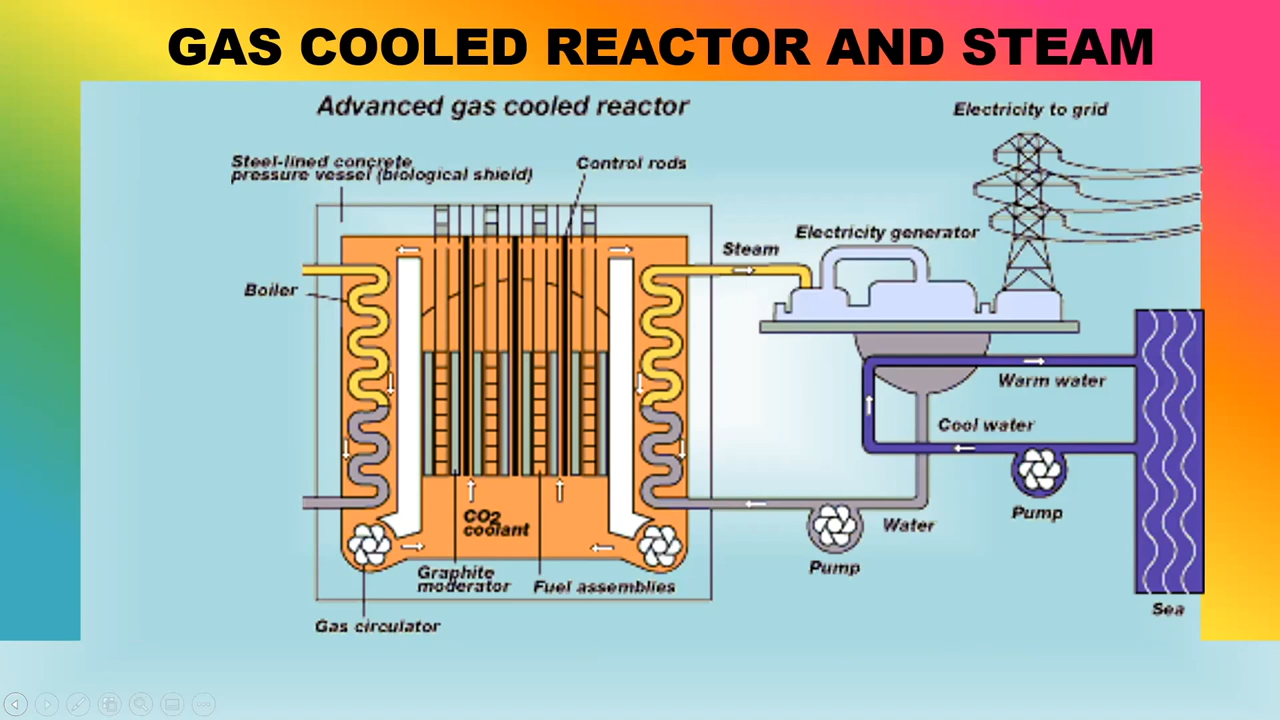 GAS COOLED REACTOR AND STEAM
Advanced gas cooled reactor
Electricity to grid
Steel-lined concrete
pressure vessel (biological shield)
Control rods
Electricity generator
Steam
Boiler
Warm water
Cool water
CO2
coolant
Water
Pump
Pump
Graphite
moderator
Fuel assemblies
Sea
Gas circulator